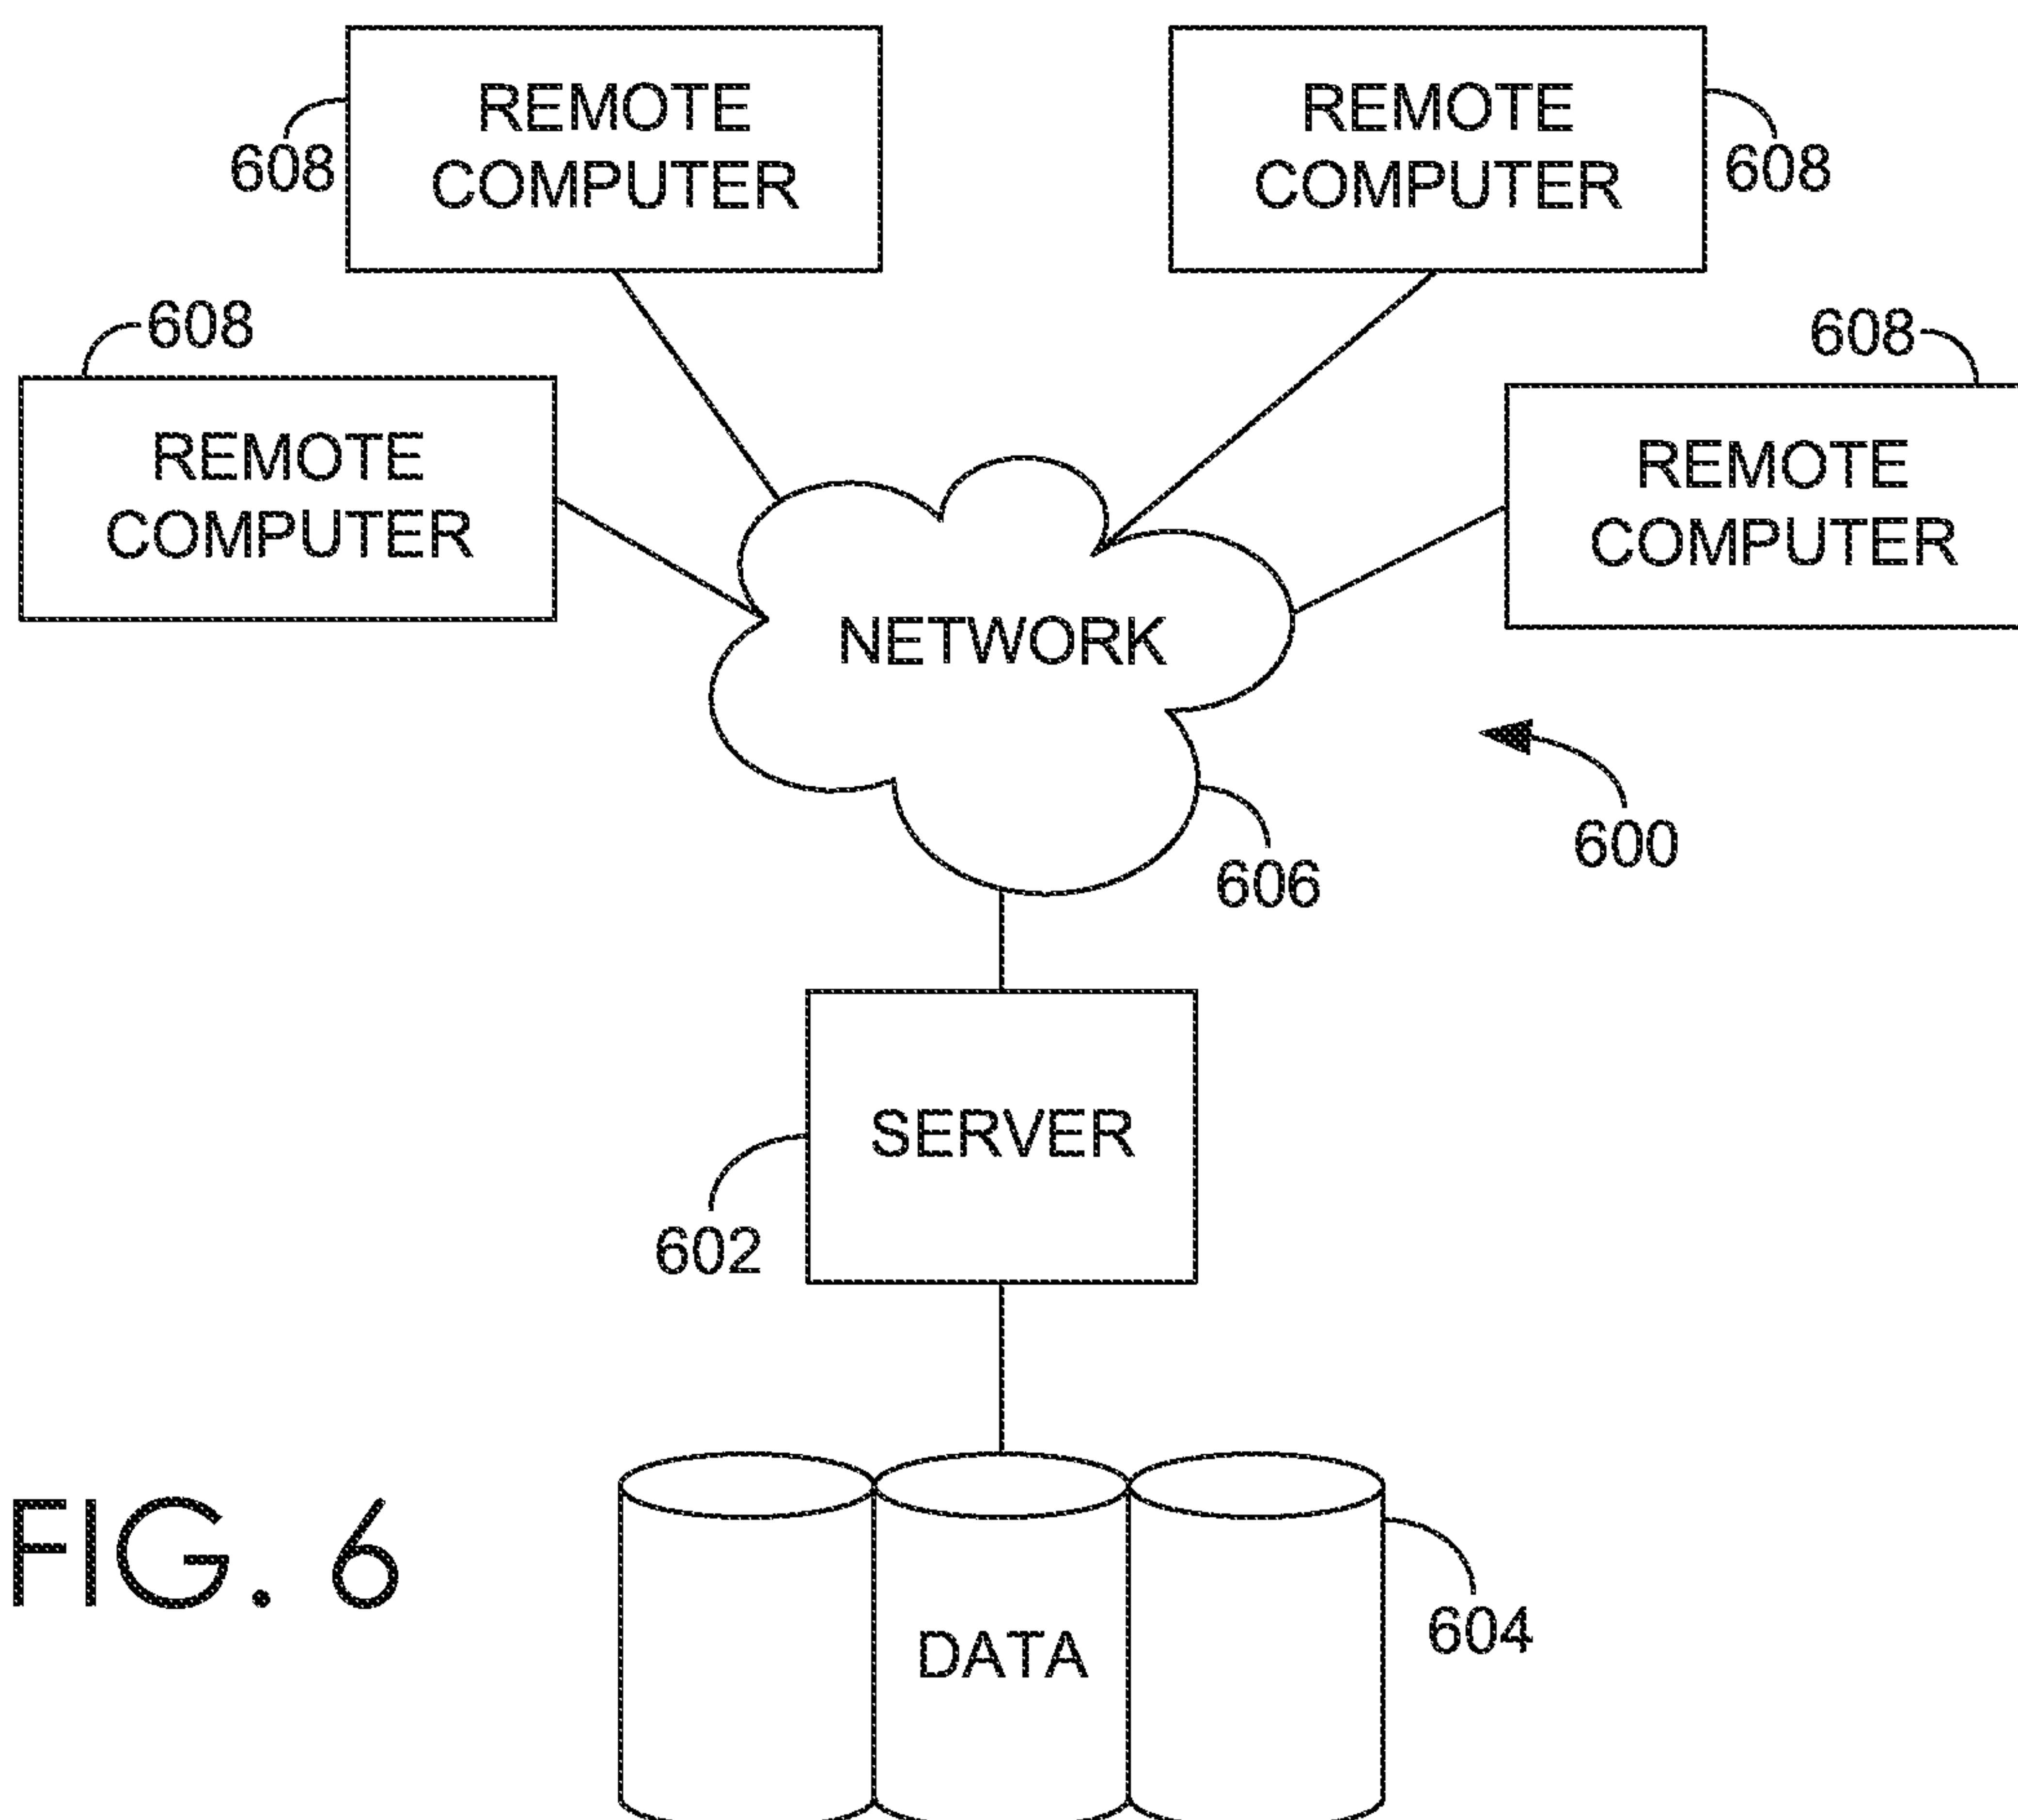 REMOTE
COMPUTER
608
REMOTE
COMPUTER
608
608
REMOTE
COMPUTER
608
REMOTE
COMPUTER
NETWORK
600
606
SERVER
602
FIG. 6
DATA
604